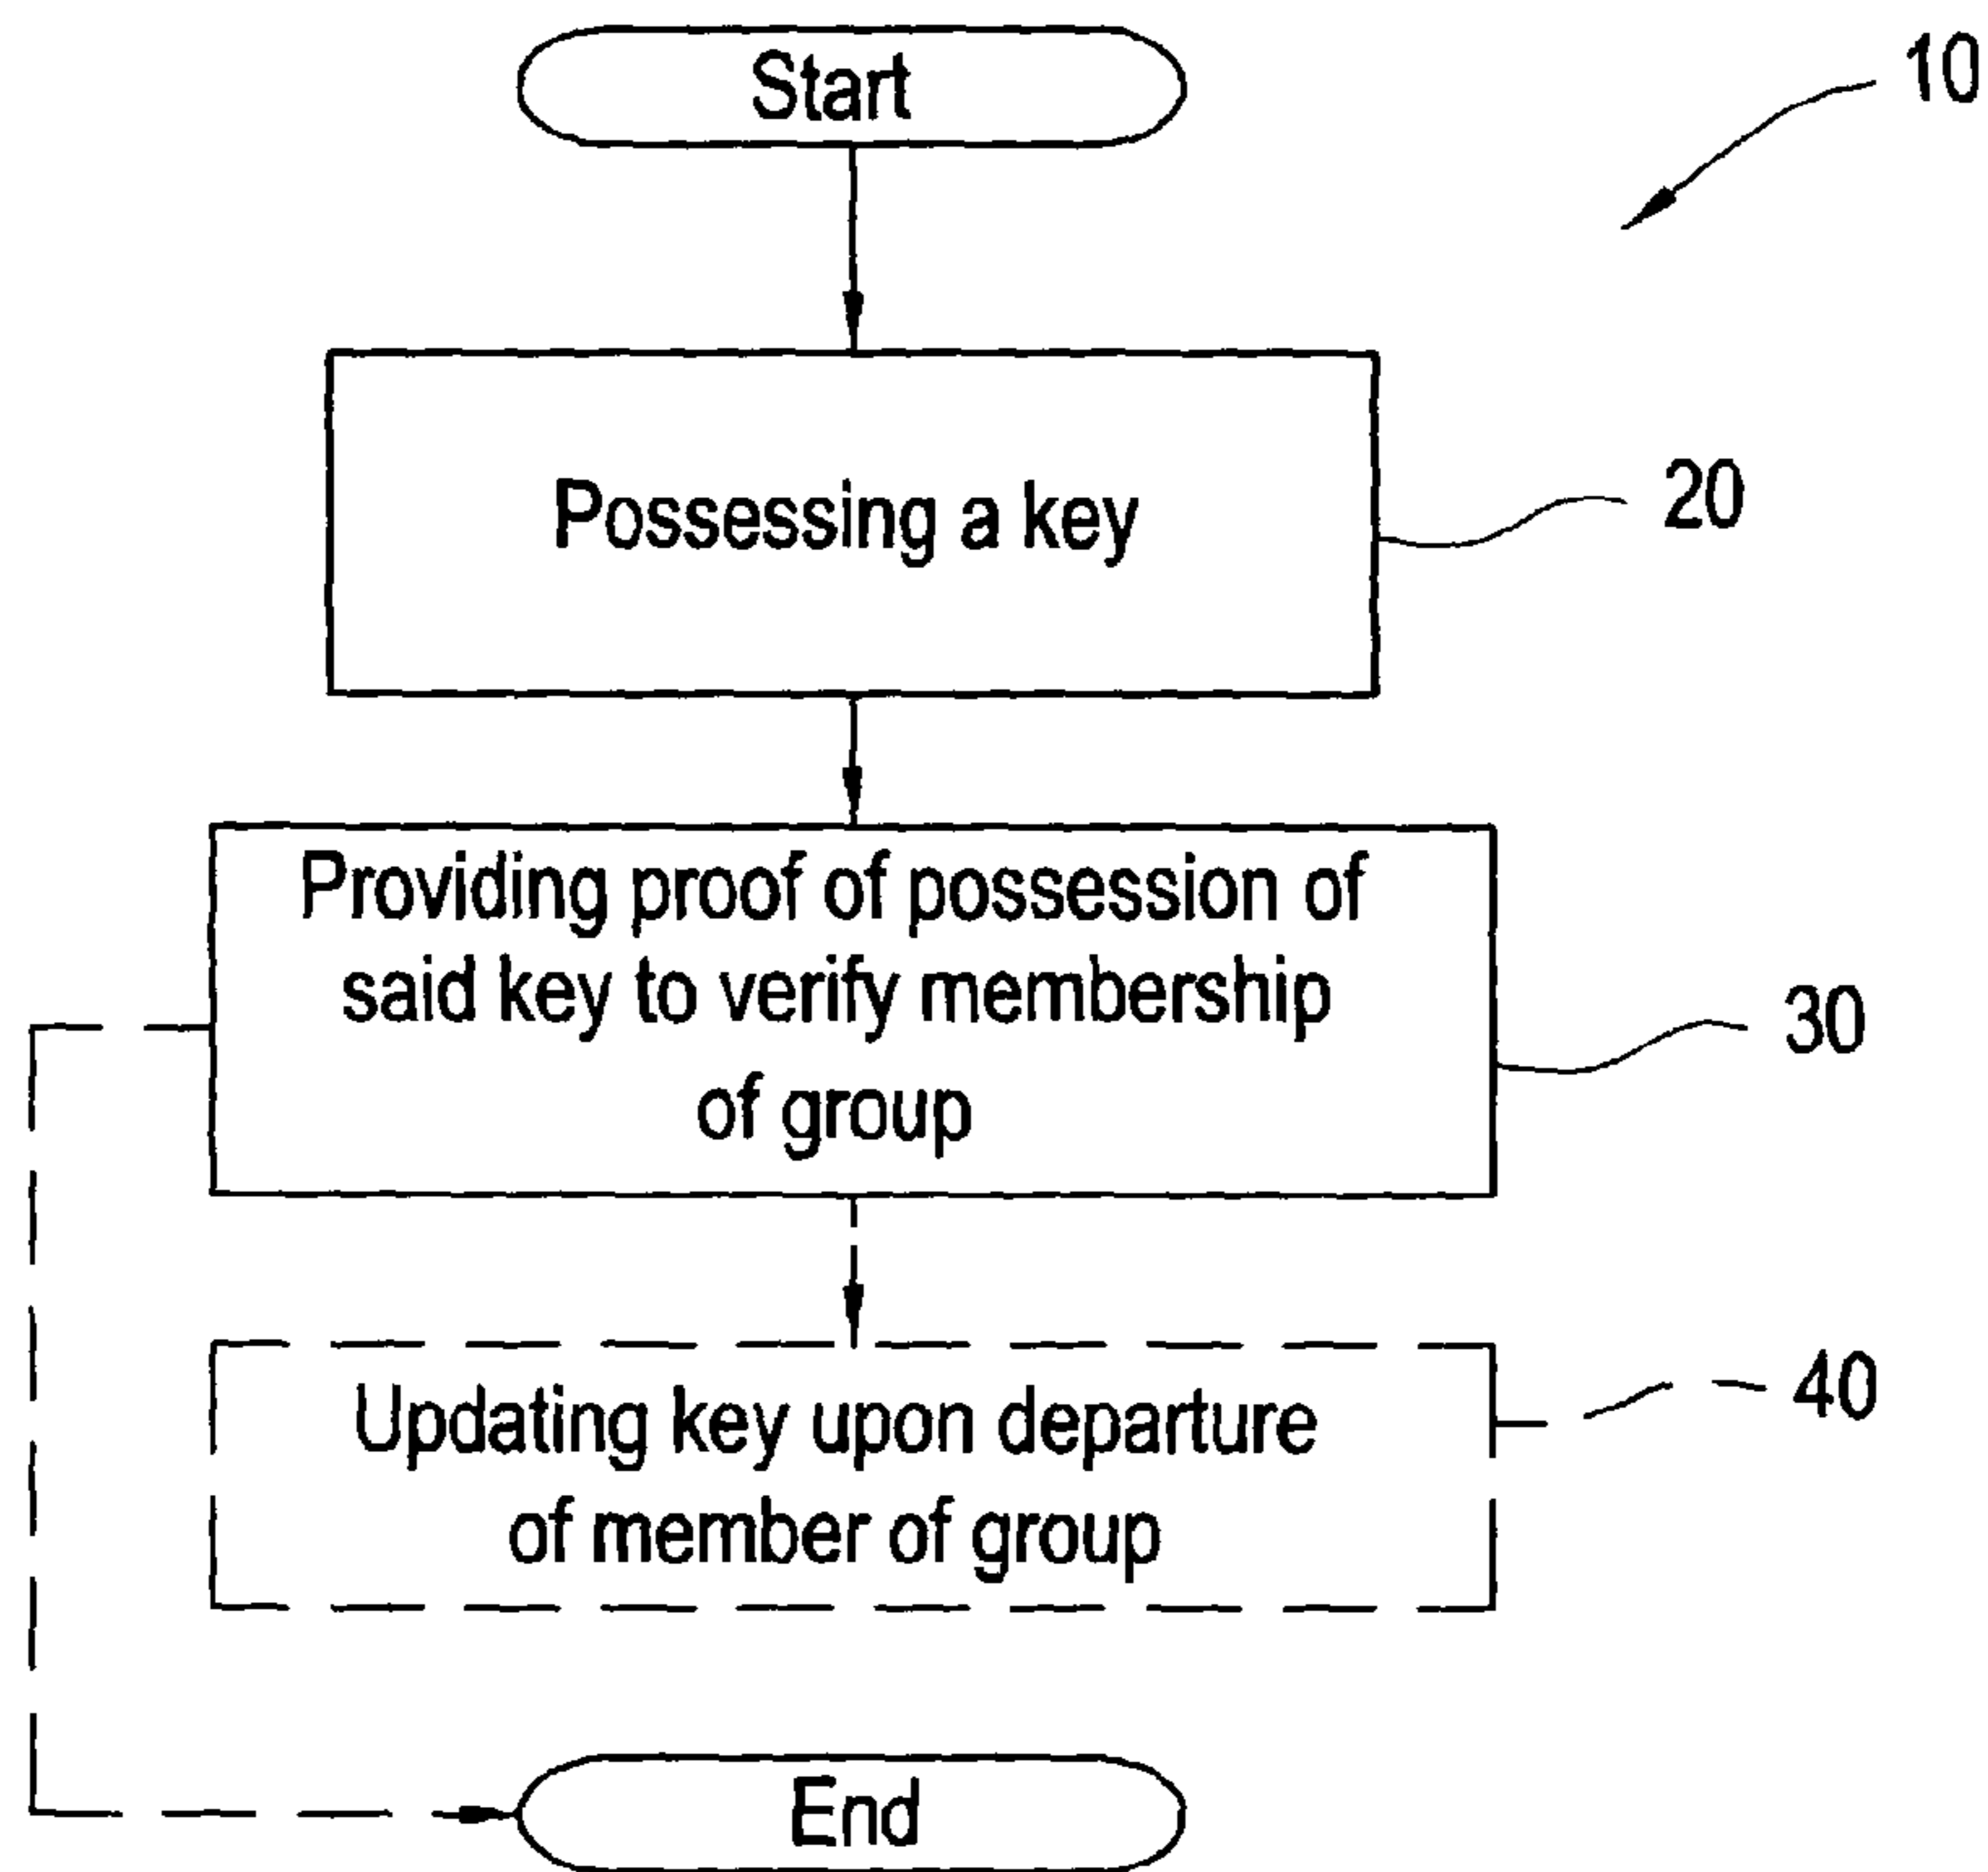 Start
10
Possessing a key
20
Providing proof of possession of
said key to verify membership
of group
30
Updating key upon departure
of member of group
40
End